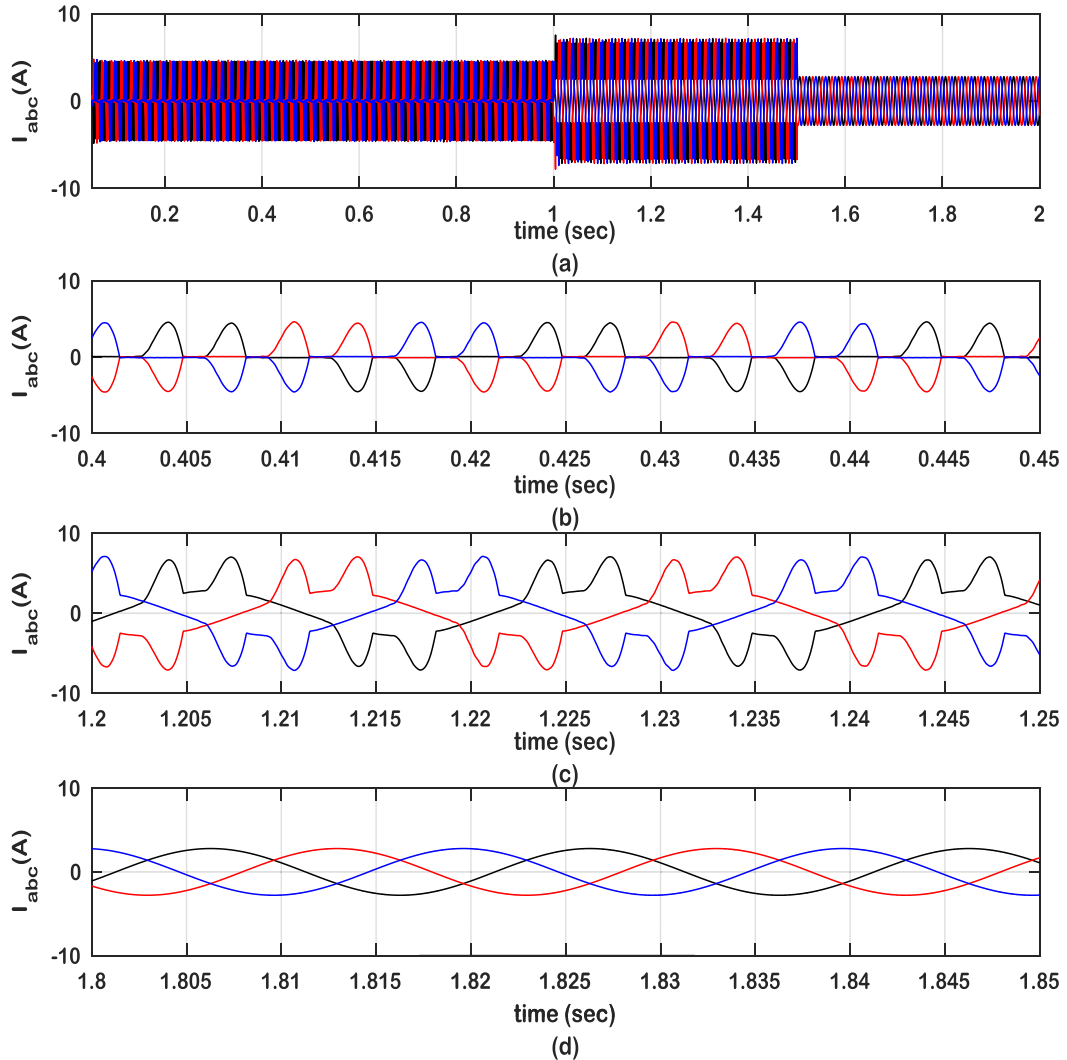 10
0
-10
I abc (A)
0.2 0.4 0.6 0.8 1 1.2 1.4 1.6 1.8 2
time (sec)
(a)
10
0
-10
I abc (A)
0.4 0.405 0.41 0.415 0.42 0.425 0.43 0.435 0.44 0.445 0.45
time (sec)
(b)
10
0
-10
I abc (A)
1.2 1.205 1.21 1.215 1.22 1.225 1.23 1.235 1.24 1.245 1.25
time (sec)
(c)
10
0
-10
I abc (A)
1.8 1.805 1.81 1.815 1.82 1.825 1.83 1.835 1.84 1.845 1.85
time (sec)
(d)